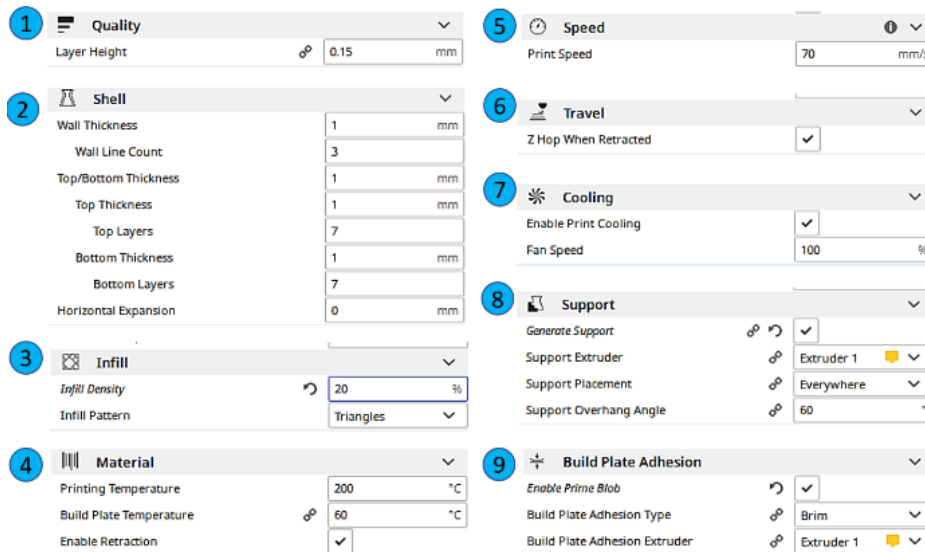 1 Quality
Layer Height 0.15 mm
2 Shell
Wall Thickness 1 mm
Wall Line Count 3
Top/Bottom Thickness 1 mm
Top Thickness 1 mm
Top Layers 7
Bottom Thickness 1 mm
Bottom Layers 7
Horizontal Expansion 0 mm
3 Infill
Infill Density 20 %
Infill Pattern Triangles
4 Material
Printing Temperature 200 °C
Build Plate Temperature 60 °C
Enable Retraction
5 Speed
Print Speed 70 mm/s
6 Travel
Z Hop When Retracted
7 Cooling
Enable Print Cooling
Fan Speed 100 %
8 Support
Generate Support
Support Extruder Extruder 1
Support Placement Everywhere
Support Overhang Angle 60 °
9 Build Plate Adhesion
Enable Prime Blob
Build Plate Adhesion Type Brim
Build Plate Adhesion Extruder Extruder 1